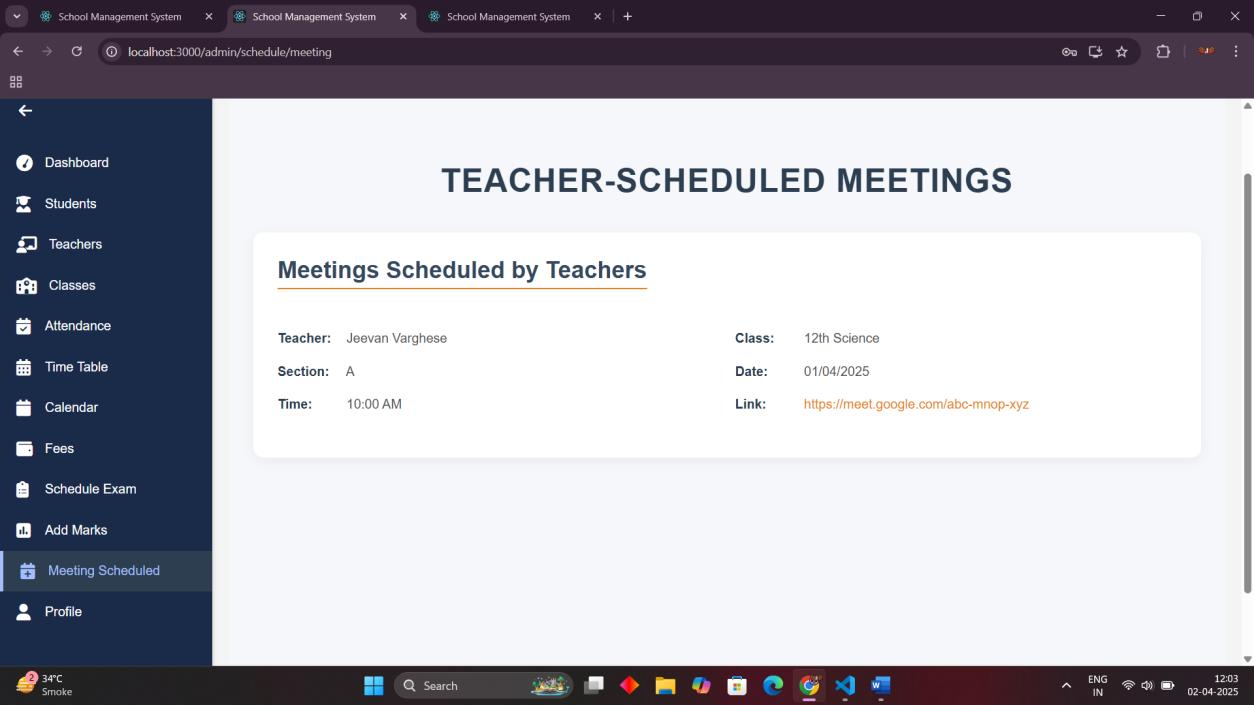 School Management System
School Management System
School Management System
localhost:3000/admin/schedule/meeting
Dashboard
Students
Teachers
Classes
Attendance
Time Table
Calendar
Fees
Schedule Exam
Add Marks
Meeting Scheduled
Profile
TEACHER-SCHEDULED MEETINGS
Meetings Scheduled by Teachers
Teacher: Jeevan Varghese
Class: 12th Science
Section: A
Date: 01/04/2025
Time: 10:00 AM
Link: https://meet.google.com/abc-mnop-xyz
2
34°C
Smoke
Search
ENG
IN
12:03
02-04-2025